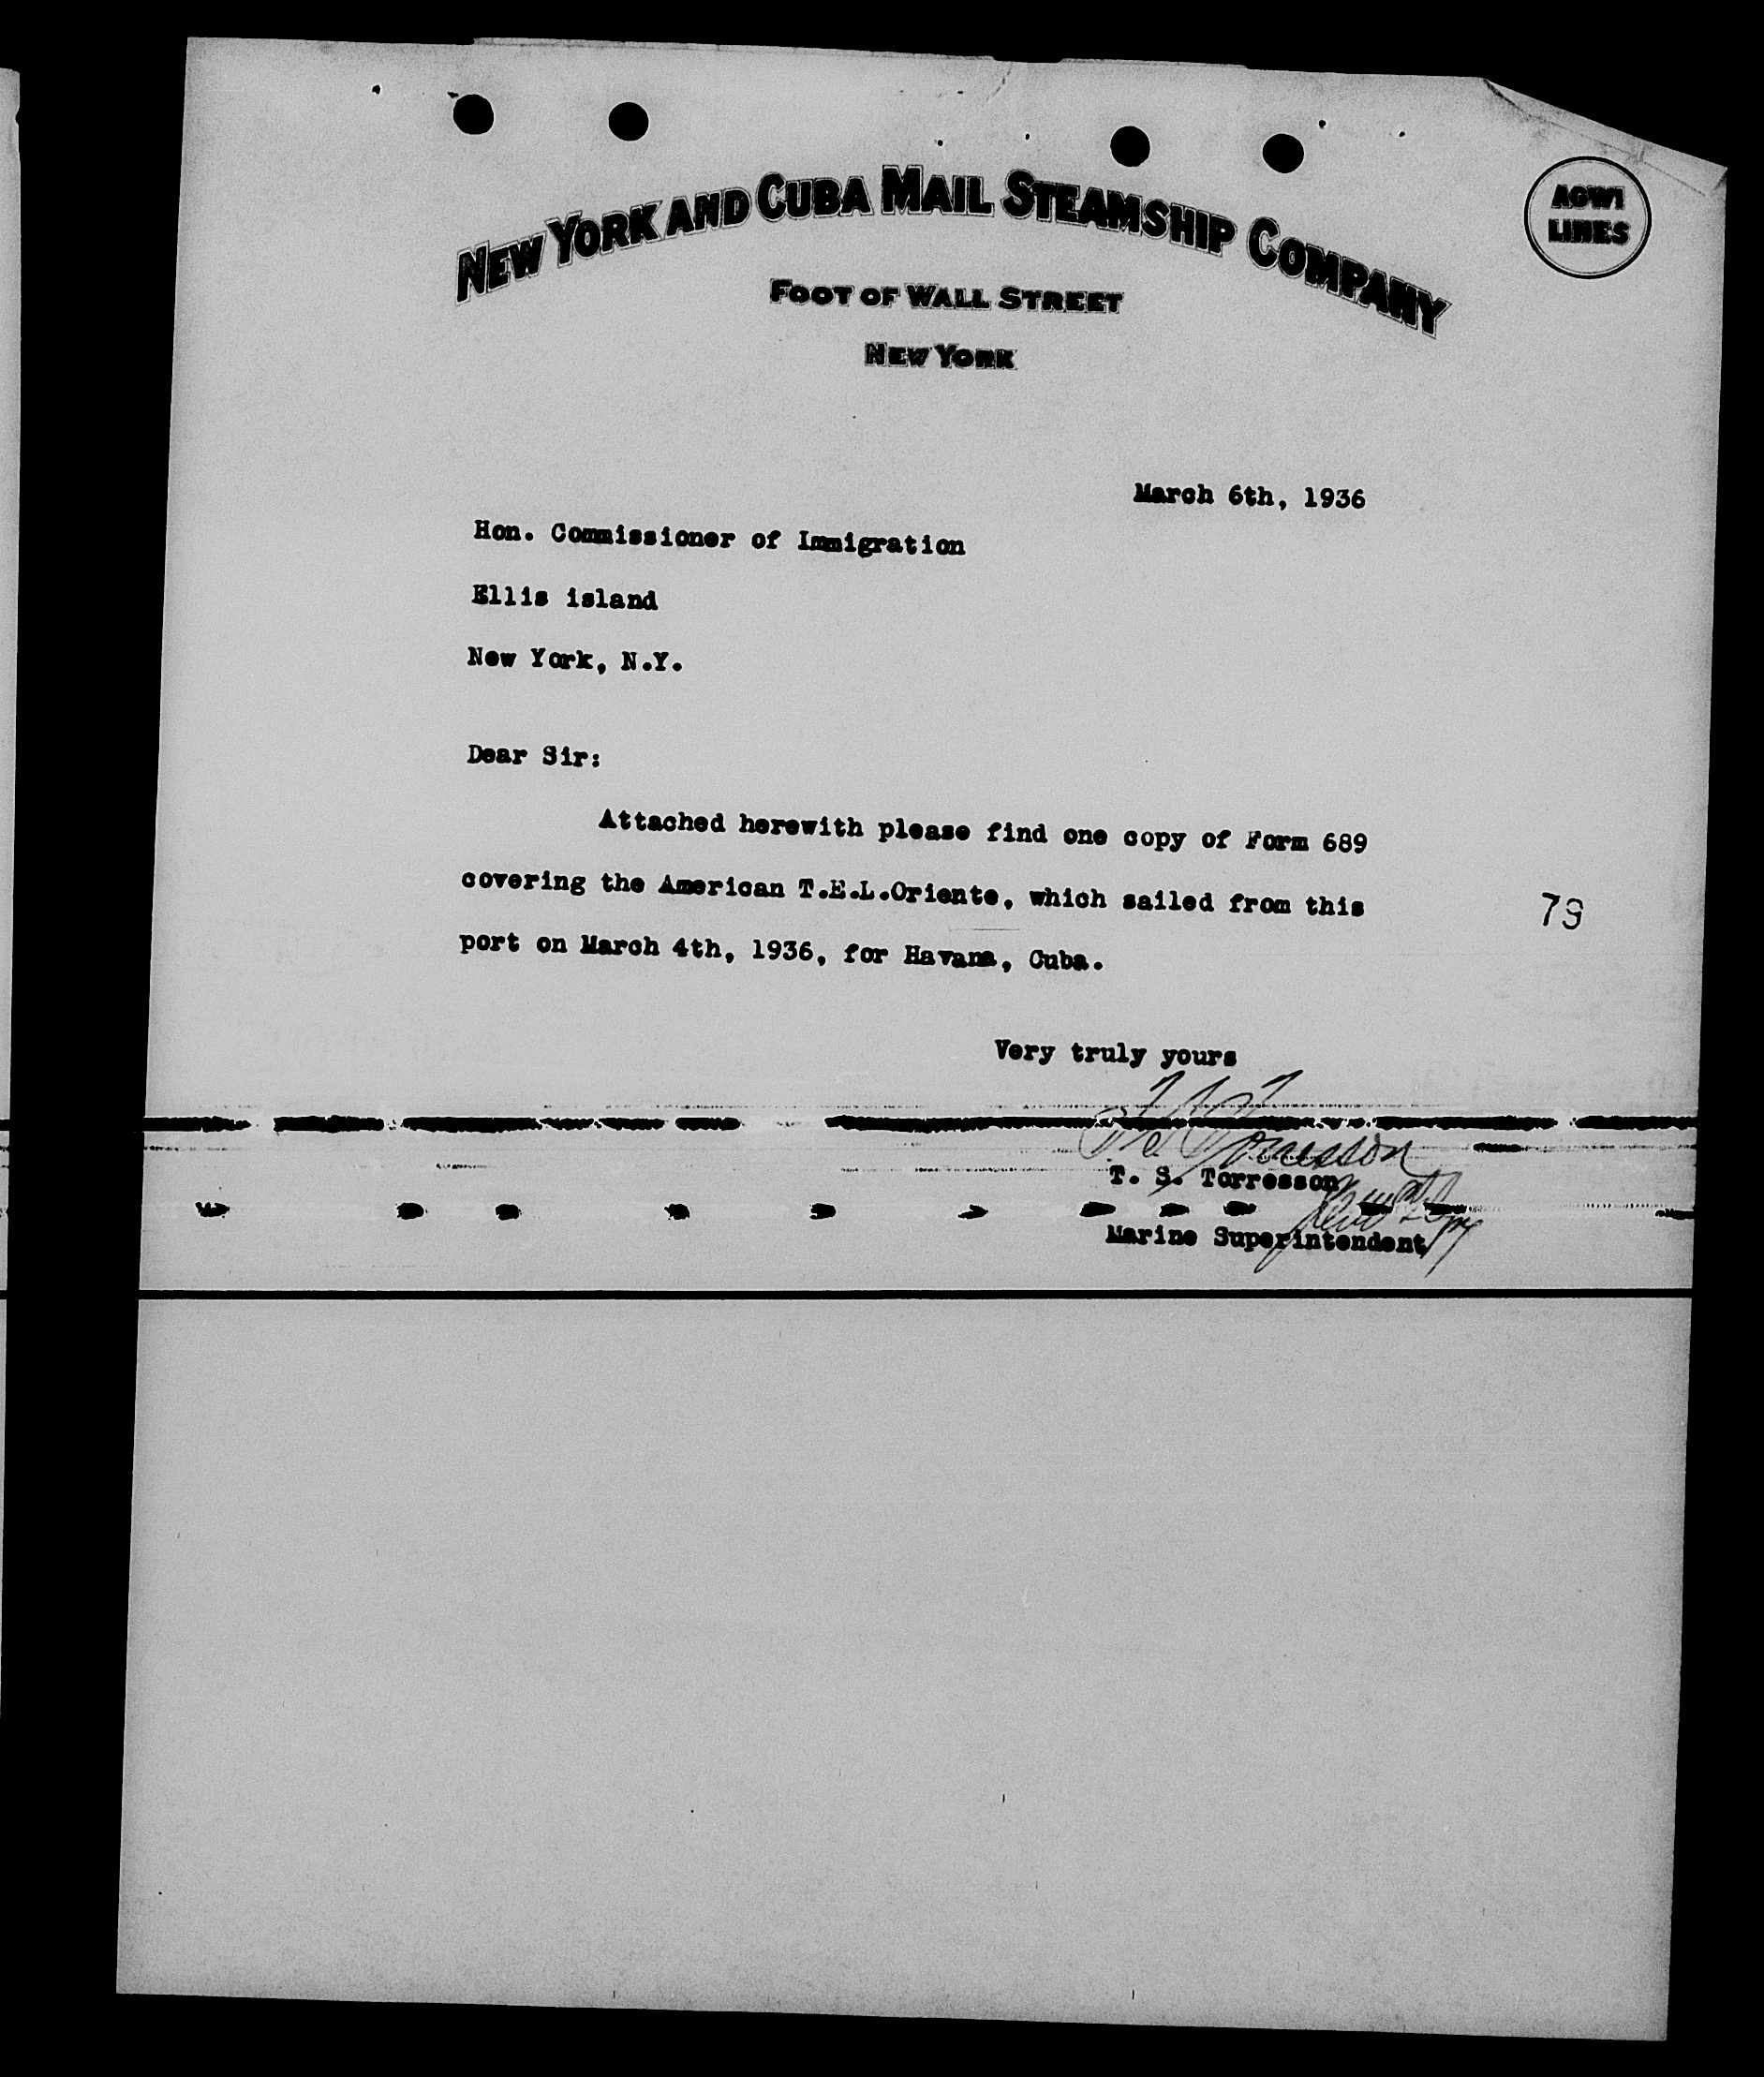 NEW YORK AND CUBA MAIL STEAMSHIP COMPANY
AGWI
LINES
FOOT OF WALL STREET
NEW YORK
March 6th, 1936
Hon. Commissioner of Immigration
Ellis island
New York, N.Y.
Dear Sir:
Attached herewith please find one copy of Form 689
covering the American T.E.L.Oriente, which sailed from this
port on March 4th, 1936, for Havana, Cuba.
79
Very truly yours
T S Torresson
T. S. Torresson
Marine Superintendent